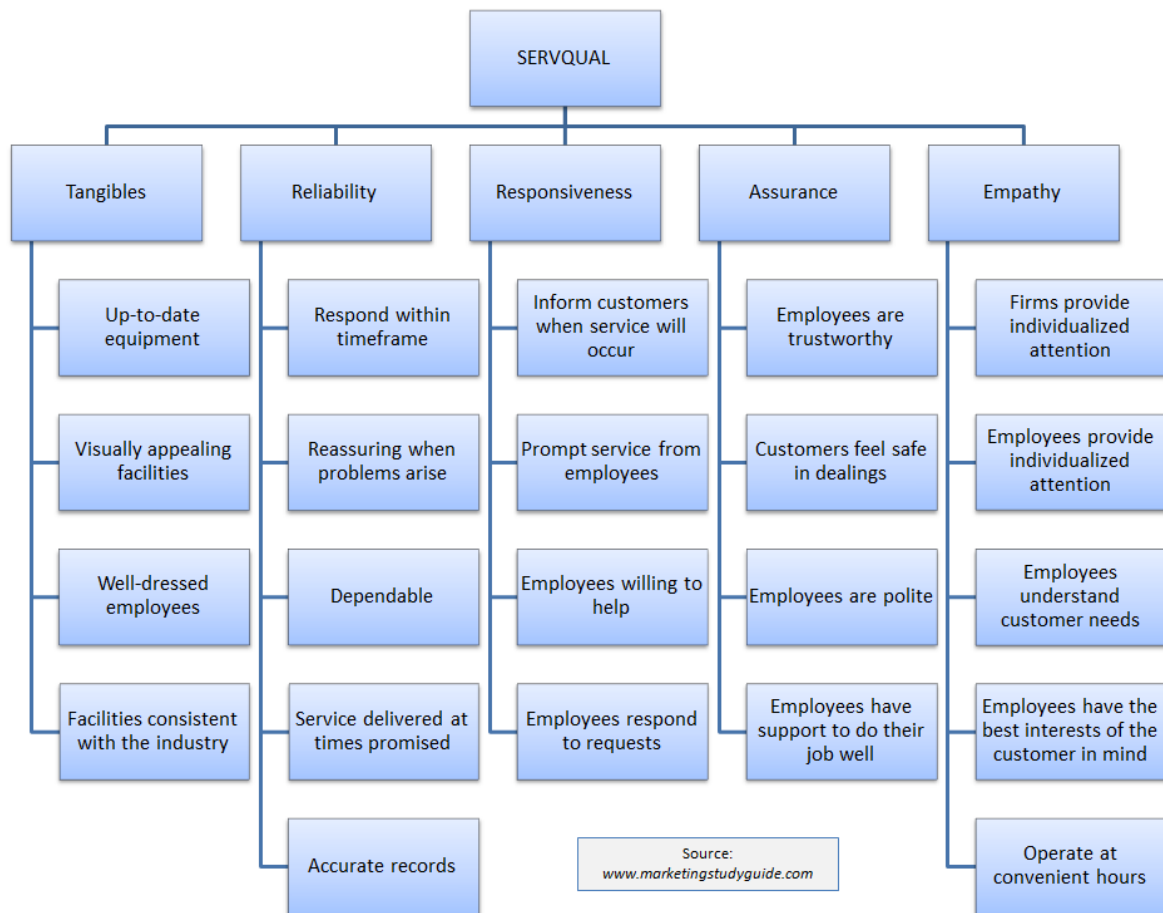 SERVQUAL
Tangibles
Reliability
Responsiveness
Assurance
Empathy
Up-to-date
equipment
Respond within
timeframe
Inform customers
when service will
occur
Employees are
trustworthy
Firms provide
individualized
attention
Visually appealing
facilities
Reassuring when
problems arise
Prompt service from
employees
Customers feel safe
in dealings
Employees provide
individualized
attention
Well-dressed
employees
Dependable
Employees willing to
help
Employees are polite
Employees
understand
customer needs
Facilities consistent
with the industry
Service delivered at
times promised
Employees respond
to requests
Employees have
support to do their
job well
Employees have the
best interests of the
customer in mind
Accurate records
Source:
www.marketingstudyguide.com
Operate at
convenient hours